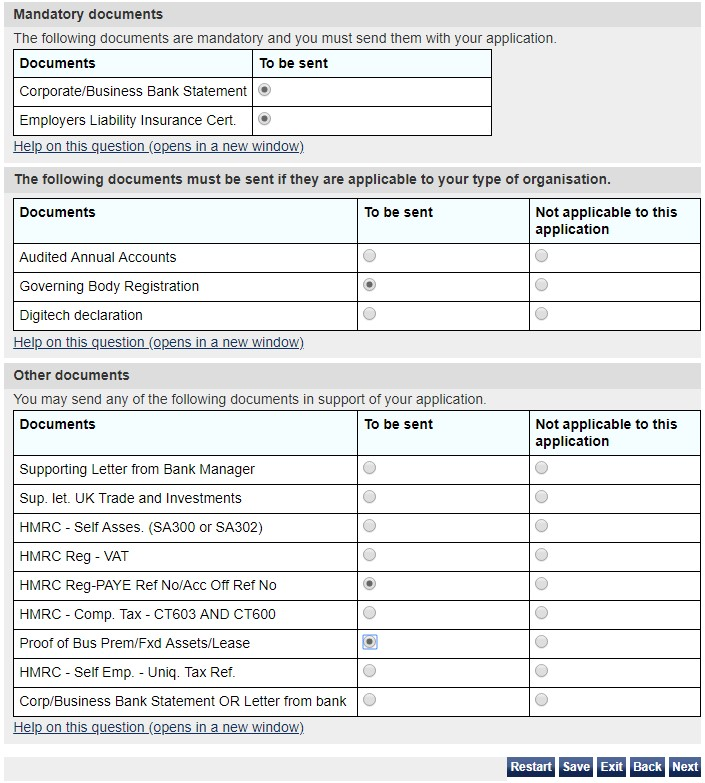 Mandatory documents
The following documents are mandatory and you must send them with your application.
Documents To be sent
Corporate/Business Bank Statement
Employers Liability Insurance Cert.
Help on this question (opens in a new window)
The following documents must be sent if they are applicable to your type of organisation.
Documents To be sent Not applicable to this
application
Audited Annual Accounts
Governing Body Registration
Digitech declaration
Help on this question (opens in a new window)
Other documents
You may send any of the following documents in support of your application.
Documents To be sent Not applicable to this
application
Supporting Letter from Bank Manager
Sup. let. UK Trade and Investments
HMRC - Self Asses. (SA300 or SA302)
HMRC Reg - VAT
HMRC Reg-PAYE Ref No/Acc Off Ref No
HMRC - Comp. Tax - CT603 AND CT600
Proof of Bus Prem/Fxd Assets/Lease
HMRC - Self Emp. - Uniq. Tax Ref.
Corp/Business Bank Statement OR Letter from bank
Help on this question (opens in a new window)
Restart Save Exit Back Next